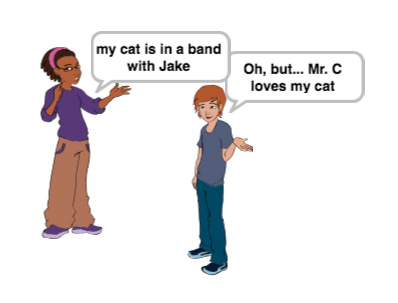 my cat is in a band
with Jake
Oh, but... Mr. C
loves my cat